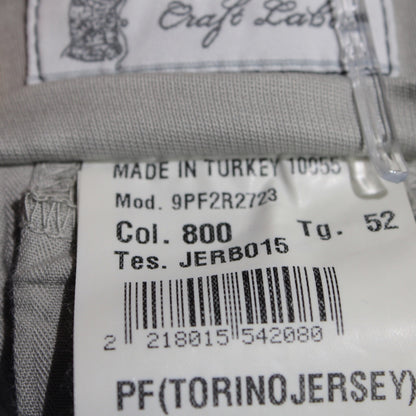 Craft Lab
MADE IN TURKEY 10055
Mod. 9PF2R2723
Col. 800 Tg. 52
Tes. JERB015
2 218015 542080
PF(TORINOJERSEY)